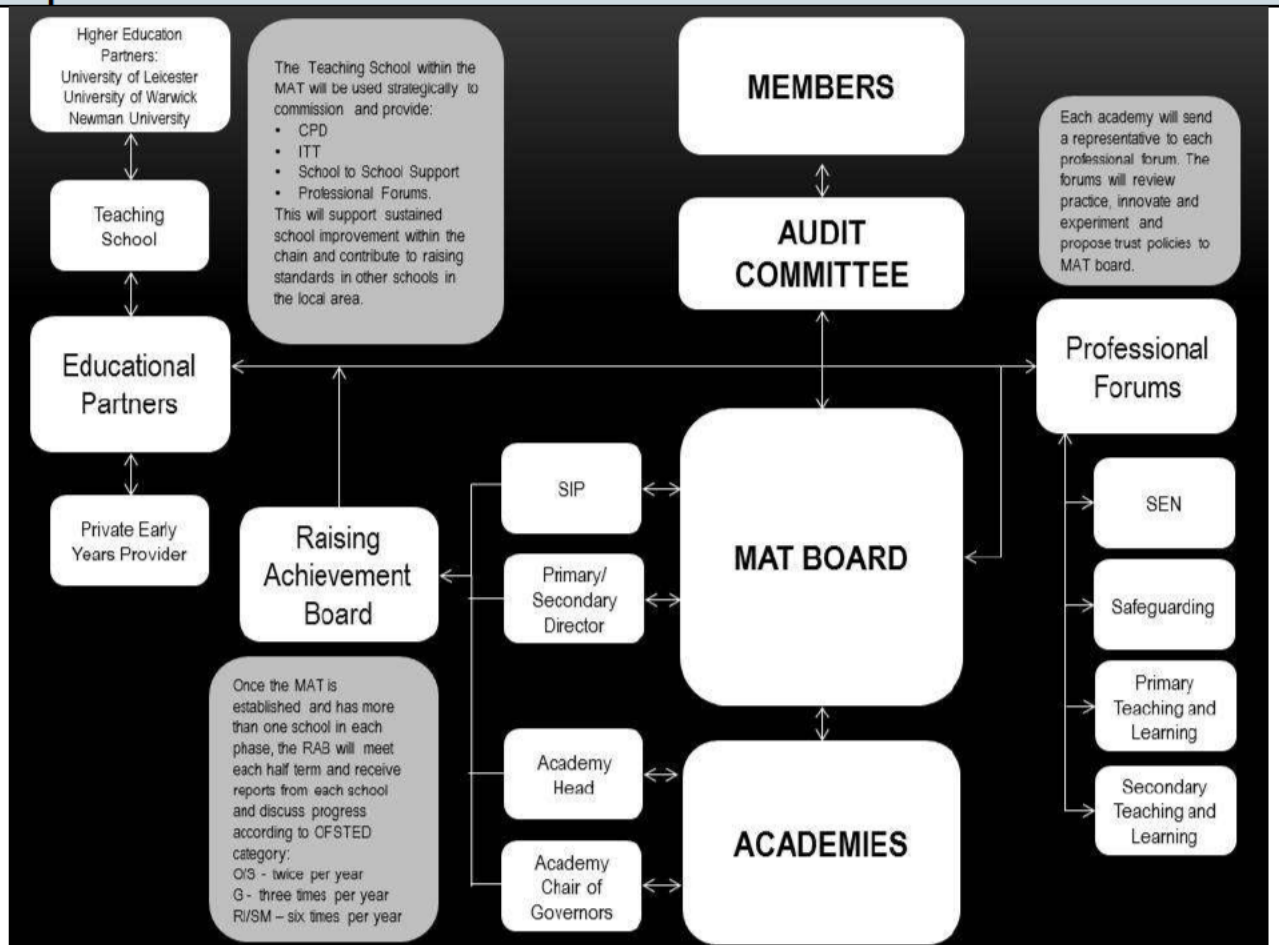 Higher Education
Partners:
University of Leicester
University of Warwick
Newman University
The Teaching School within the
MAT will be used strategically to
commission and provide:
• CPD
• ITT
• School to School Support
• Professional Forums.
This will support sustained
school improvement within the
chain and contribute to raising
standards in other schools in
the local area.
MEMBERS
Each academy will send
a representative to each
professional forum. The
forums will review
practice, innovate and
experiment and
propose trust policies to
MAT board.
Teaching
School
AUDIT
COMMITTEE
Educational
Partners
Professional
Forums
Private Early
Years Provider
Raising
Achievement
Board
SIP
Primary/
Secondary
Director
MAT BOARD
SEN
Safeguarding
Primary
Teaching and
Learning
Secondary
Teaching and
Learning
Once the MAT is
established and has more
than one school in each
phase, the RAB will meet
each half term and receive
reports from each school
and discuss progress
according to OFSTED
category:
O/S - twice per year
G - three times per year
RI/SM – six times per year
Academy
Head
Academy
Chair of
Governors
ACADEMIES